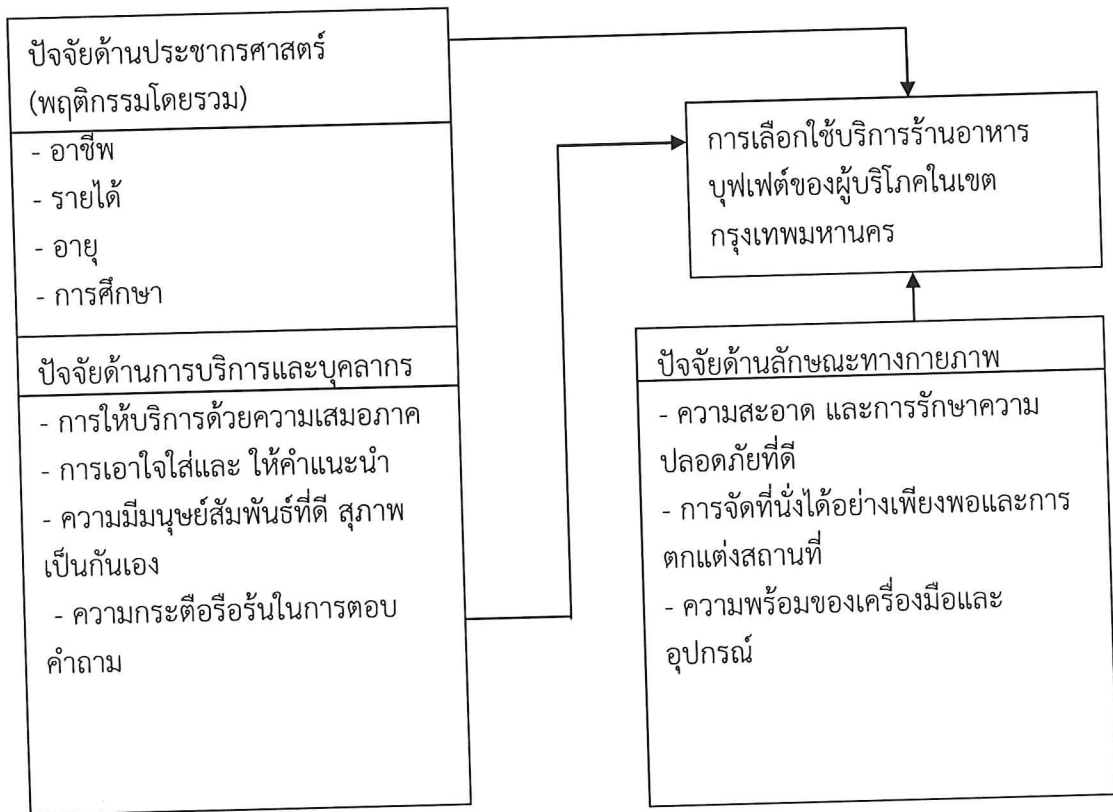 ปัจจัยด้านประชากรศาสตร์
(พฤติกรรมโดยรวม)
- อาชีพ
- รายได้
- อายุ
- การศึกษา
ปัจจัยด้านการบริการและบุคลากร
- การให้บริการด้วยความเสมอภาค
- การเอาใจใส่และ ให้คำแนะนำ
- ความมีมนุษย์สัมพันธ์ที่ดี สุภาพ
เป็นกันเอง
- ความกระตือรือร้นในการตอบ
คำถาม
การเลือกใช้บริการร้านอาหาร
บุฟเฟต์ของผู้บริโภคในเขต
กรุงเทพมหานคร
ปัจจัยด้านลักษณะทางกายภาพ
- ความสะอาด และการรักษาความ
ปลอดภัยที่ดี
- การจัดที่นั่งได้อย่างเพียงพอและการ
ตกแต่งสถานที่
- ความพร้อมของเครื่องมือและ
อุปกรณ์